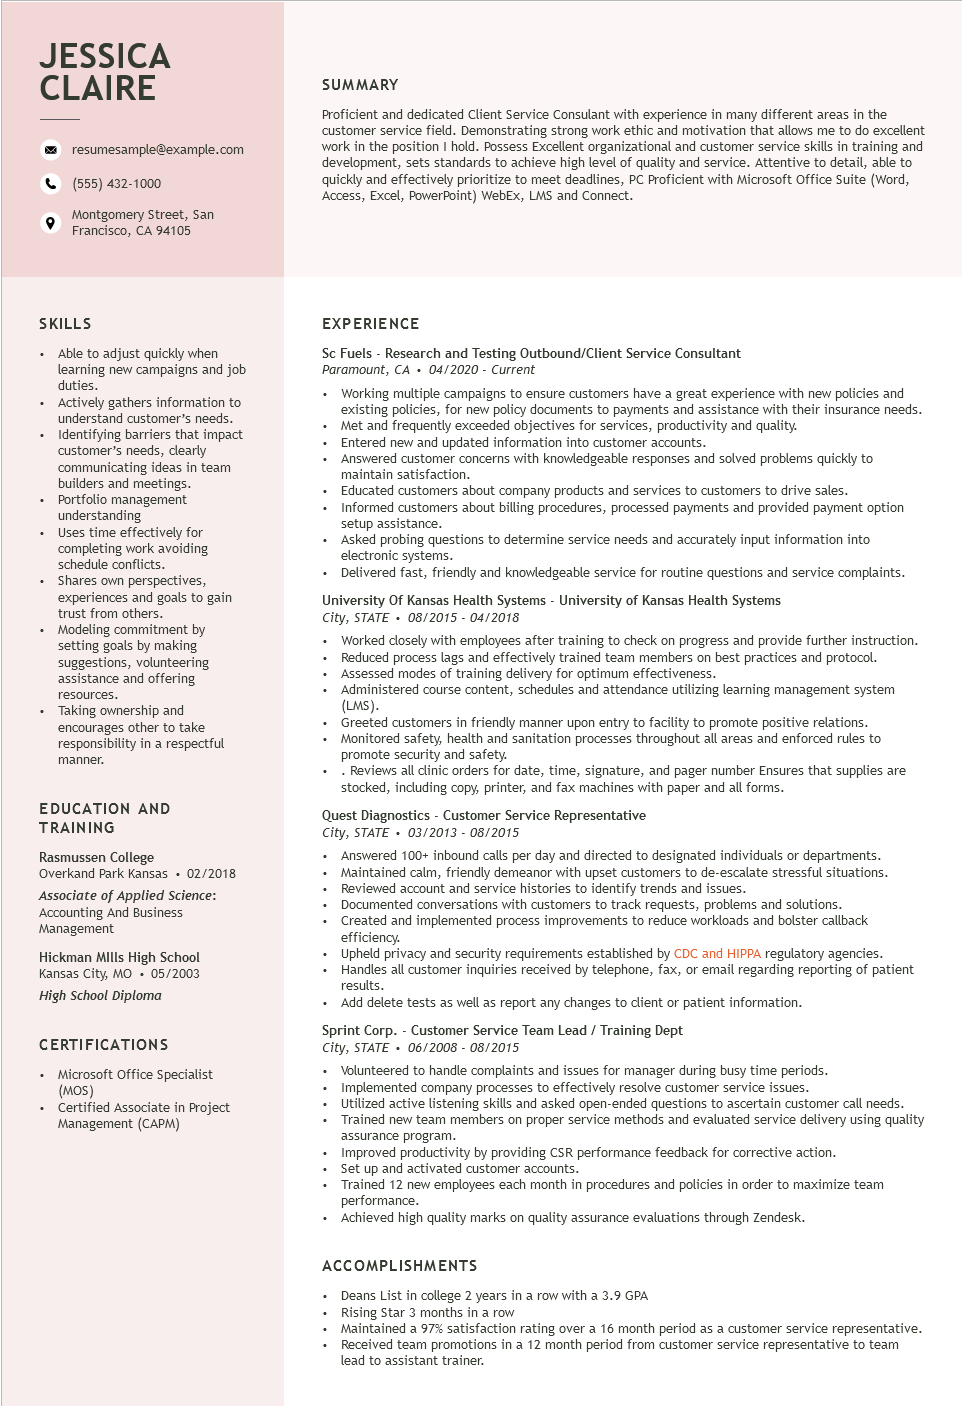 JESSICA
CLAIRE
resumesample@example.com
(555) 432-1000
Montgomery Street, San
Francisco, CA 94105
SUMMARY
Proficient and dedicated Client Service Consulant with experience in many different areas in the
customer service field. Demonstrating strong work ethic and motivation that allows me to do excellent
work in the position I hold. Possess Excellent organizational and customer service skills in training and
development, sets standards to achieve high level of quality and service. Attentive to detail, able to
quickly and effectively prioritize to meet deadlines, PC Proficient with Microsoft Office Suite (Word,
Access, Excel, PowerPoint) WebEx, LMS and Connect.
SKILLS
• Able to adjust quickly when
learning new campaigns and job
duties.
• Actively gathers information to
understand customer's needs.
• Identifying barriers that impact
customer's needs, clearly
communicating ideas in team
builders and meetings.
• Portfolio management
understanding
• Uses time effectively for
completing work avoiding
schedule conflicts.
• Shares own perspectives,
experiences and goals to gain
trust from others.
• Modeling commitment by
setting goals by making
suggestions, volunteering
assistance and offering
resources.
• Taking ownership and
encourages other to take
responsibility in a respectful
manner.
EDUCATION AND
TRAINING
Rasmussen College
Overkand Park Kansas • 02/2018
Associate of Applied Science:
Accounting And Business
Management
Hickman MIlls High School
Kansas City, MO • 05/2003
High School Diploma
CERTIFICATIONS
• Microsoft Office Specialist
(MOS)
• Certified Associate in Project
Management (CAPM)
EXPERIENCE
Sc Fuels - Research and Testing Outbound/Client Service Consultant
Paramount, CA • 04/2020 - Current
• Working multiple campaigns to ensure customers have a great experience with new policies and
existing policies, for new policy documents to payments and assistance with their insurance needs.
• Met and frequently exceeded objectives for services, productivity and quality.
• Entered new and updated information into customer accounts.
• Answered customer concerns with knowledgeable responses and solved problems quickly to
maintain satisfaction.
• Educated customers about company products and services to customers to drive sales.
• Informed customers about billing procedures, processed payments and provided payment option
setup assistance.
• Asked probing questions to determine service needs and accurately input information into
electronic systems.
• Delivered fast, friendly and knowledgeable service for routine questions and service complaints.
University Of Kansas Health Systems - University of Kansas Health Systems
City, STATE • 08/2015 - 04/2018
• Worked closely with employees after training to check on progress and provide further instruction.
• Reduced process lags and effectively trained team members on best practices and protocol.
• Assessed modes of training delivery for optimum effectiveness.
• Administered course content, schedules and attendance utilizing learning management system
(LMS).
• Greeted customers in friendly manner upon entry to facility to promote positive relations.
• Monitored safety, health and sanitation processes throughout all areas and enforced rules to
promote security and safety.
• . Reviews all clinic orders for date, time, signature, and pager number Ensures that supplies are
stocked, including copy, printer, and fax machines with paper and all forms.
Quest Diagnostics - Customer Service Representative
City, STATE • 03/2013 - 08/2015
• Answered 100+ inbound calls per day and directed to designated individuals or departments.
• Maintained calm, friendly demeanor with upset customers to de-escalate stressful situations.
• Reviewed account and service histories to identify trends and issues.
• Documented conversations with customers to track requests, problems and solutions.
• Created and implemented process improvements to reduce workloads and bolster callback
efficiency.
• Upheld privacy and security requirements established by CDC and HIPPA regulatory agencies.
• Handles all customer inquiries received by telephone, fax, or email regarding reporting of patient
results.
• Add delete tests as well as report any changes to client or patient information.
Sprint Corp. - Customer Service Team Lead / Training Dept
City, STATE • 06/2008 - 08/2015
• Volunteered to handle complaints and issues for manager during busy time periods.
• Implemented company processes to effectively resolve customer service issues.
• Utilized active listening skills and asked open-ended questions to ascertain customer call needs.
• Trained new team members on proper service methods and evaluated service delivery using quality
assurance program.
• Improved productivity by providing CSR performance feedback for corrective action.
• Set up and activated customer accounts.
• Trained 12 new employees each month in procedures and policies in order to maximize team
performance.
• Achieved high quality marks on quality assurance evaluations through Zendesk.
ACCOMPLISHMENTS
• Deans List in college 2 years in a row with a 3.9 GPA
• Rising Star 3 months in a row
• Maintained a 97% satisfaction rating over a 16 month period as a customer service representative.
• Received team promotions in a 12 month period from customer service representative to team
lead to assistant trainer.